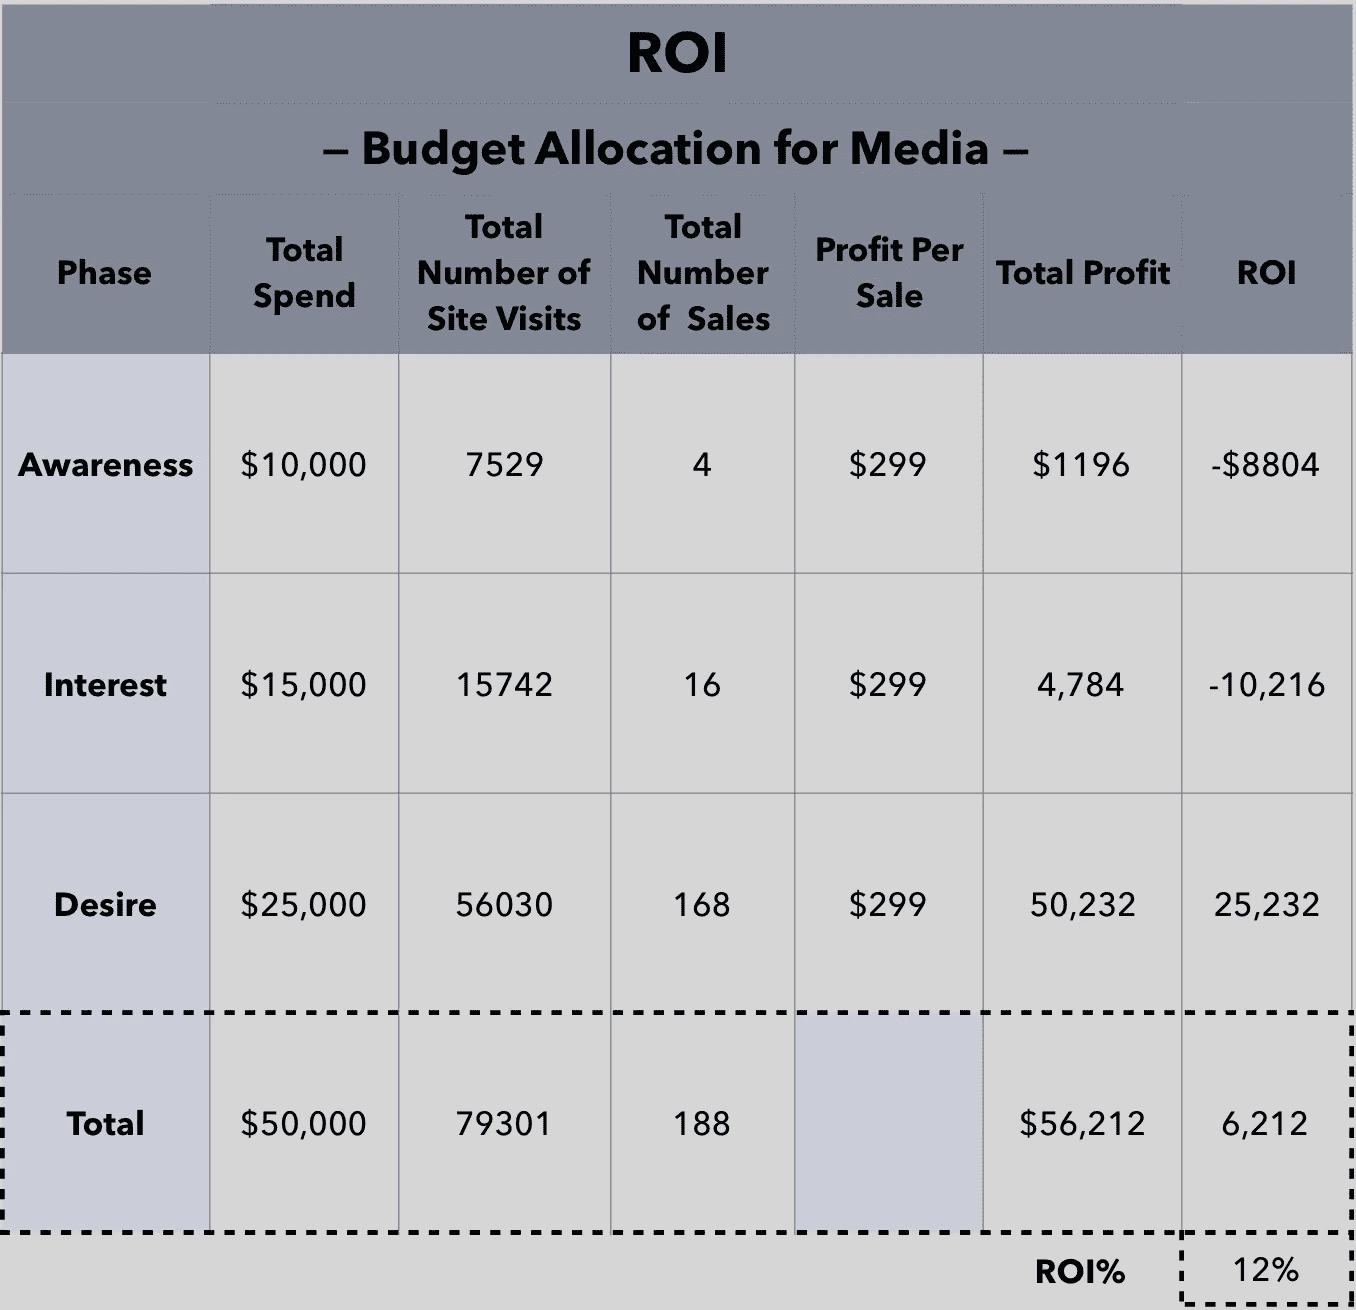 ROI
– Budget Allocation for Media –
Phase
Total
Spend
Total
Number of
Site Visits
Total
Number
of Sales
Profit Per
Sale
Total Profit
ROI
Awareness $10,000 7529 4 $299 $1196 -$8804
Interest $15,000 15742 16 $299 4,784 -10,216
Desire $25,000 56030 168 $299 50,232 25,232
Total $50,000 79301 188 $56,212 6,212
ROI% 12%